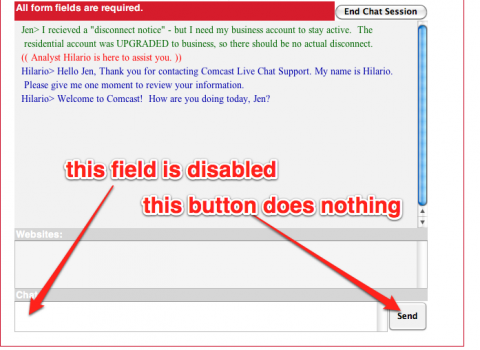 All form fields are required.
End Chat Session
Jen> I recieved a "disconnect notice" - but I need my business account to stay active.  The
residential account was UPGRADED to business, so there should be no actual disconnect.
(( Analyst Hilario is here to assist you. ))
Hilario> Hello Jen, Thank you for contacting Comcast Live Chat Support. My name is Hilario.
Please give me one moment to review your information.
Hilario> Welcome to Comcast!  How are you doing today, Jen?
this field is disabled
this button does nothing
Websites:
Send